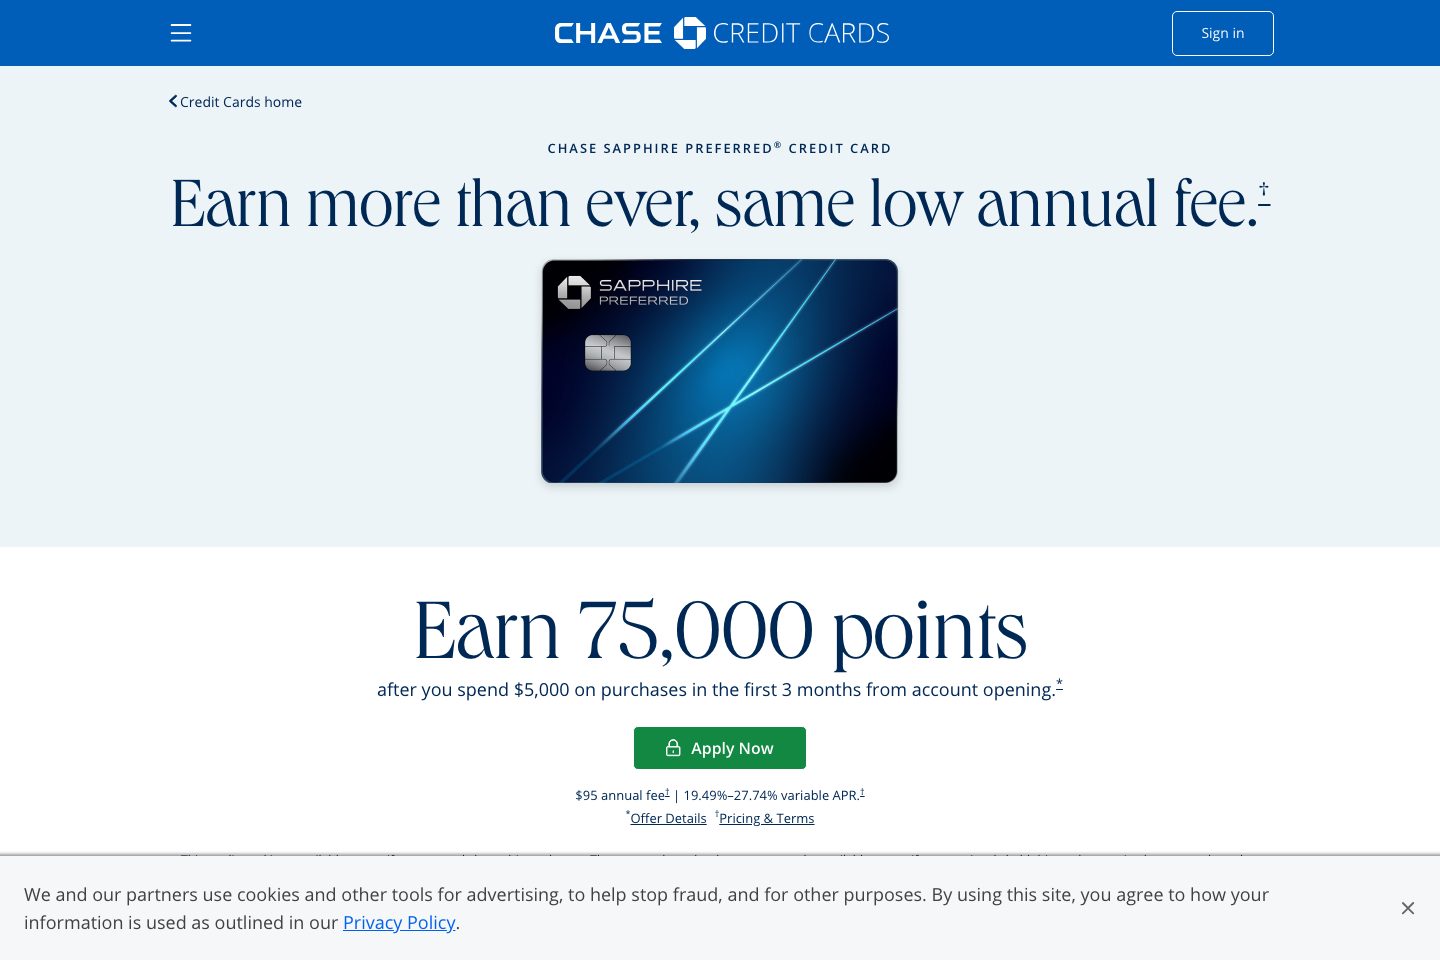 CHASE CREDIT CARDS
Sign in
Credit Cards home
CHASE SAPPHIRE PREFERRED® CREDIT CARD
Earn more than ever, same low annual fee.†
SAPPHIRE
PREFERRED
Earn 75,000 points
after you spend $5,000 on purchases in the first 3 months from account opening.*
Apply Now
$95 annual fee† | 19.49%–27.74% variable APR.†
*Offer Details †Pricing & Terms
We and our partners use cookies and other tools for advertising, to help stop fraud, and for other purposes. By using this site, you agree to how your
information is used as outlined in our Privacy Policy.